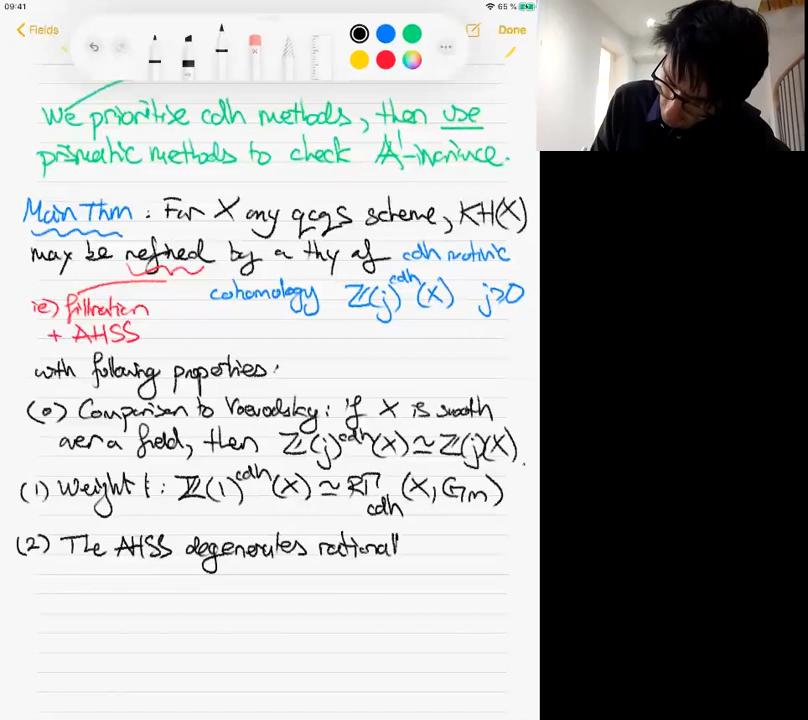 09:41
65%
Fields
Done
We prioritise cdh methods, then use
prismatic methods to check A¹-invariance.
Main Thm: For X any qcqs scheme, KH(X)
may be refined by a thy of cdh motivic
cohomology ℤ(j)^cdh(X) j≥0
ie) filtration
+ AHSS
with following properties:
(0) Comparison to Voevodsky: if X is smooth
over a field, then ℤ(j)^cdh(X) ≃ ℤ(j)(X).
(1) Weight 1: ℤ(1)^cdh(X) ≃ RΓ_cdh(X, G_m)
(2) The AHSS degenerates rational